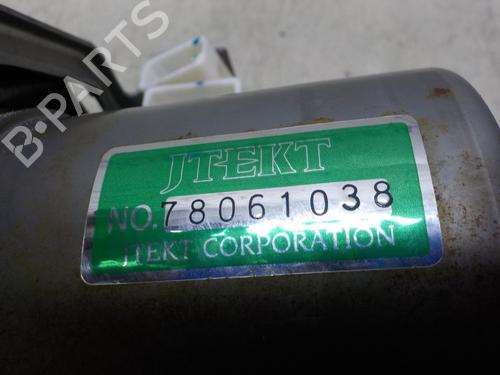 B-PARTS
JTEKT
NO.78061038
JTEKT CORPORATION